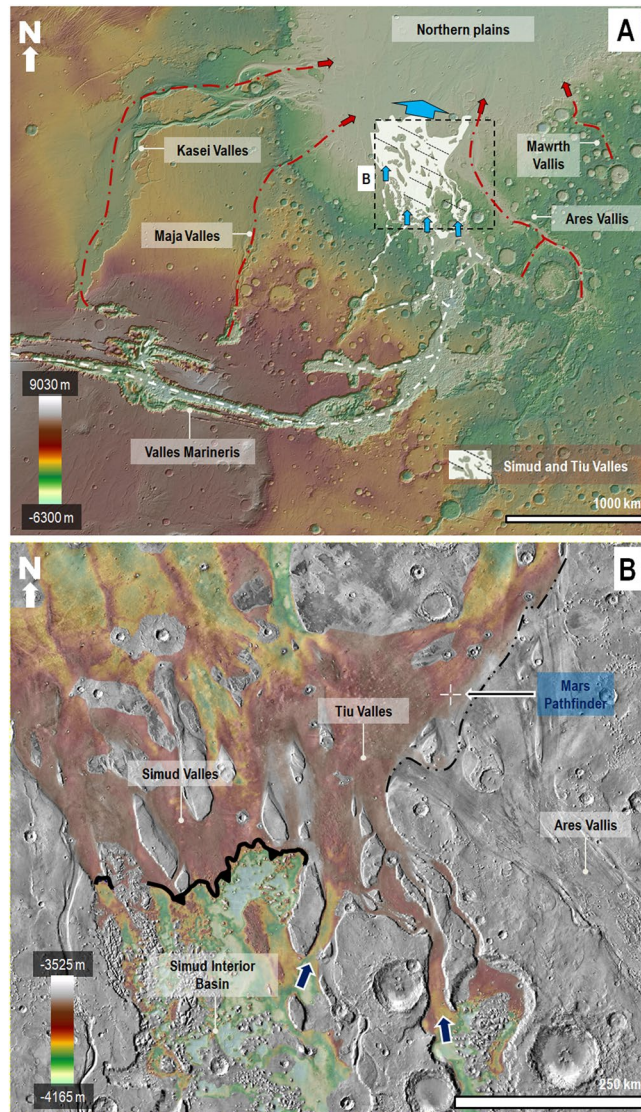 N
Northern plains
A
Kasei Valles
Mawrth
Vallis
B
Maja Valles
Ares Vallis
9030 m
Valles Marineris
Simud and Tiu Valles
-6300 m
1000 km
N
B
Mars
Pathfinder
Tiu Valles
Simud Valles
Ares Vallis
-3525 m
Simud Interior
Basin
-4165 m
250 km